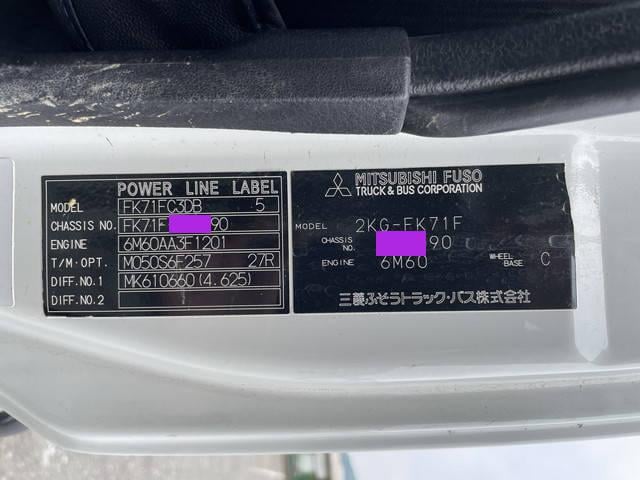 POWER LINE LABEL
MODEL FK71FC3DB 5
CHASSIS NO. FK71F 90
ENGINE 6M60AA3F1201
T/M·OPT. M050S6F257 27R
DIFF.NO.1 MK610660(4.625)
DIFF.NO.2
MITSUBISHI FUSO
TRUCK & BUS CORPORATION
MODEL 2KG-FK71F
CHASSIS NO. 90
ENGINE 6M60 WHEEL-BASE C
三菱ふそうトラック・バス株式会社